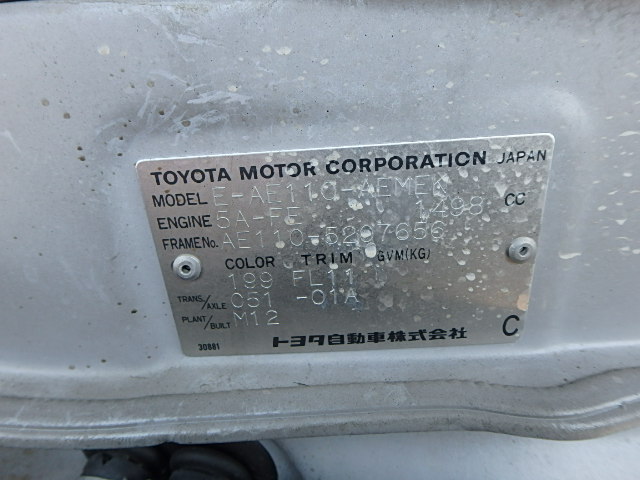 TOYOTA MOTOR CORPORATION JAPAN
MODEL E-AE110-AEMEK
ENGINE 5A-FE 1498 CC
FRAME No. AE110-5297656
COLOR TRIM GVM(KG)
199 FL11
TRANS./AXLE C51 -01A
PLANT/BUILT M12
30881 トヨタ自動車株式会社 C